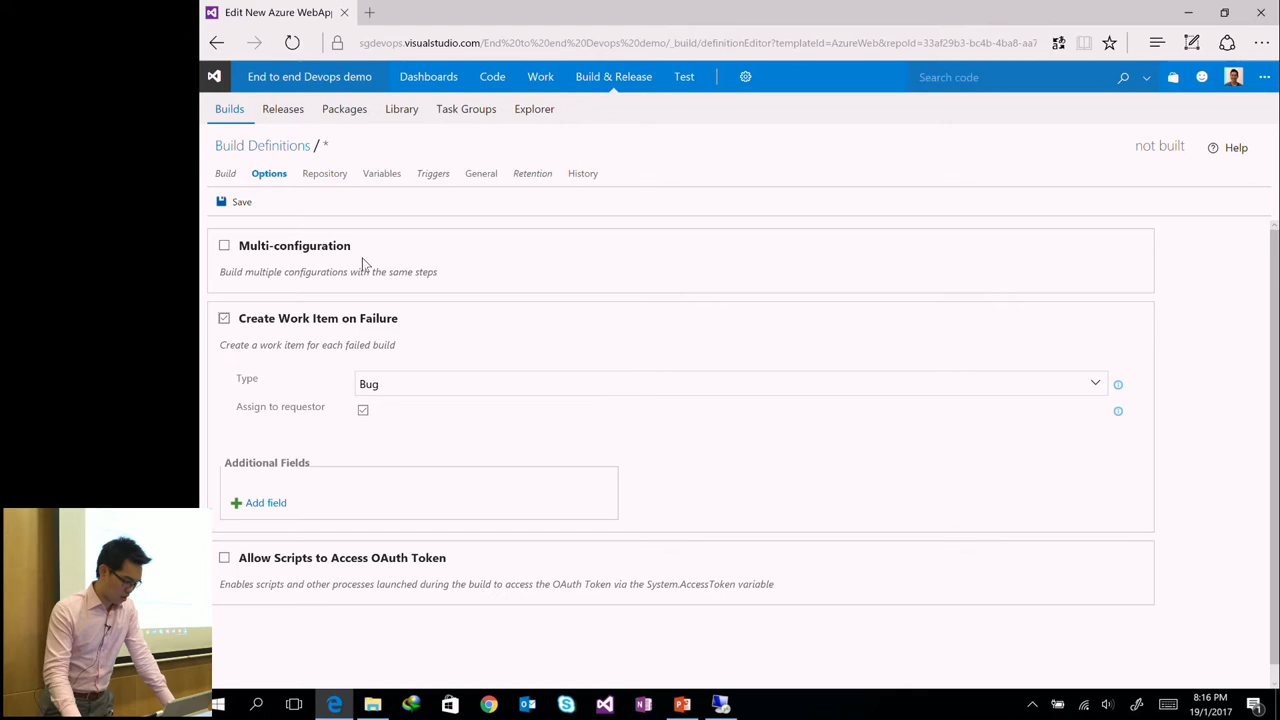 Edit New Azure WebApp
sgdevops.visualstudio.com/End%20to%20end%20Devops%20demo/_build/definitionEditor?templateId=AzureWeb&repoId=33af29b3-bc4b-4ba8-aa7
End to end Devops demo Dashboards Code Work Build & Release Test Search code
Builds Releases Packages Library Task Groups Explorer
Build Definitions / * not built Help
Build Options Repository Variables Triggers General Retention History
Save
Multi-configuration
Build multiple configurations with the same steps
Create Work Item on Failure
Create a work item for each failed build
Type Bug
Assign to requestor
Additional Fields
Add field
Allow Scripts to Access OAuth Token
Enables scripts and other processes launched during the build to access the OAuth Token via the System.AccessToken variable
8:16 PM
19/1/2017